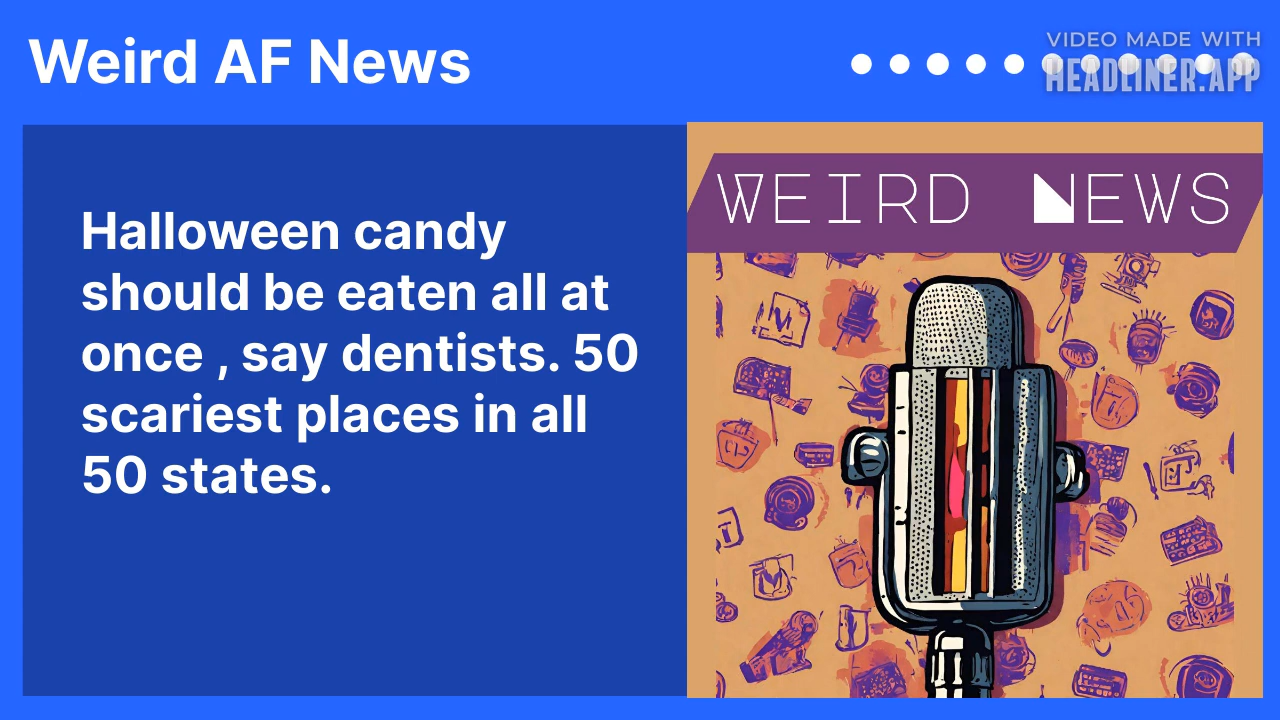 Weird AF News
VIDEO MADE WITH
HEADLINER.APP
Halloween candy
should be eaten all at
once , say dentists. 50
scariest places in all
50 states.
WEIRD NEWS